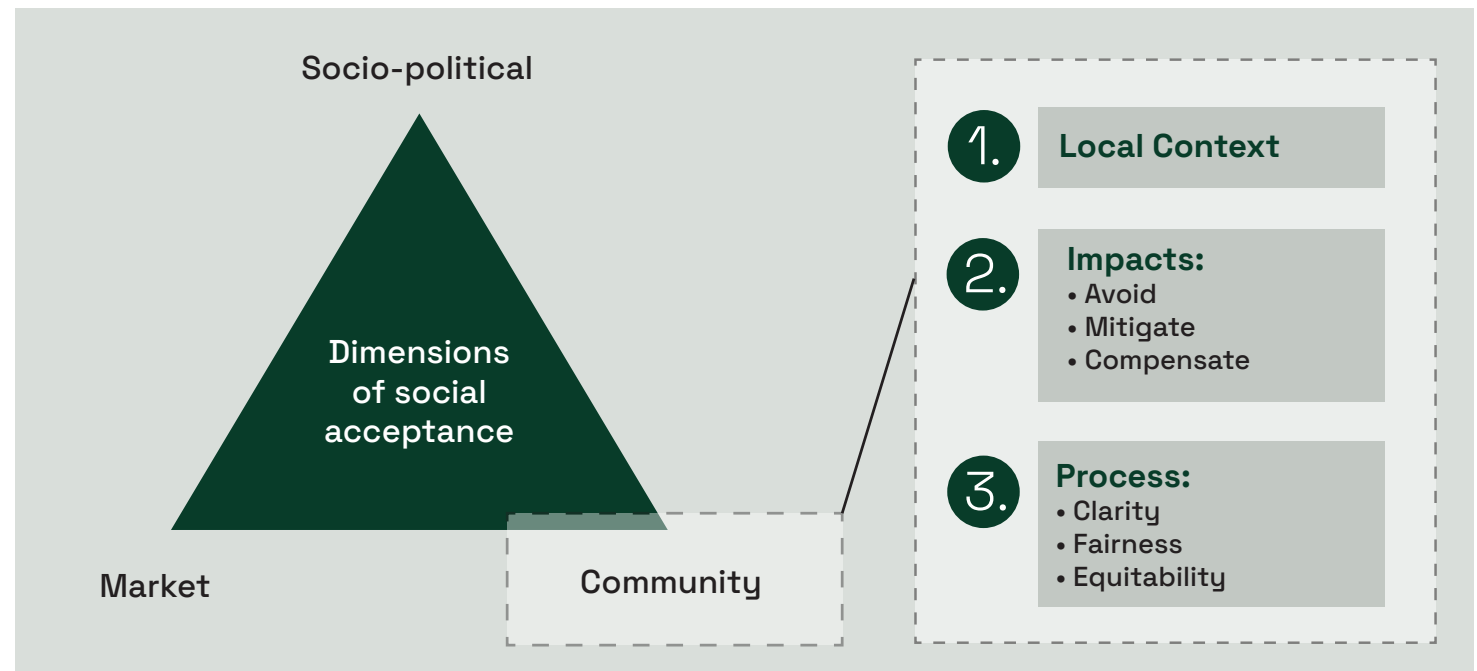 Socio-political
Dimensions
of social
acceptance
Market
Community
1.
Local Context
2.
Impacts:
• Avoid
• Mitigate
• Compensate
3.
Process:
• Clarity
• Fairness
• Equitability